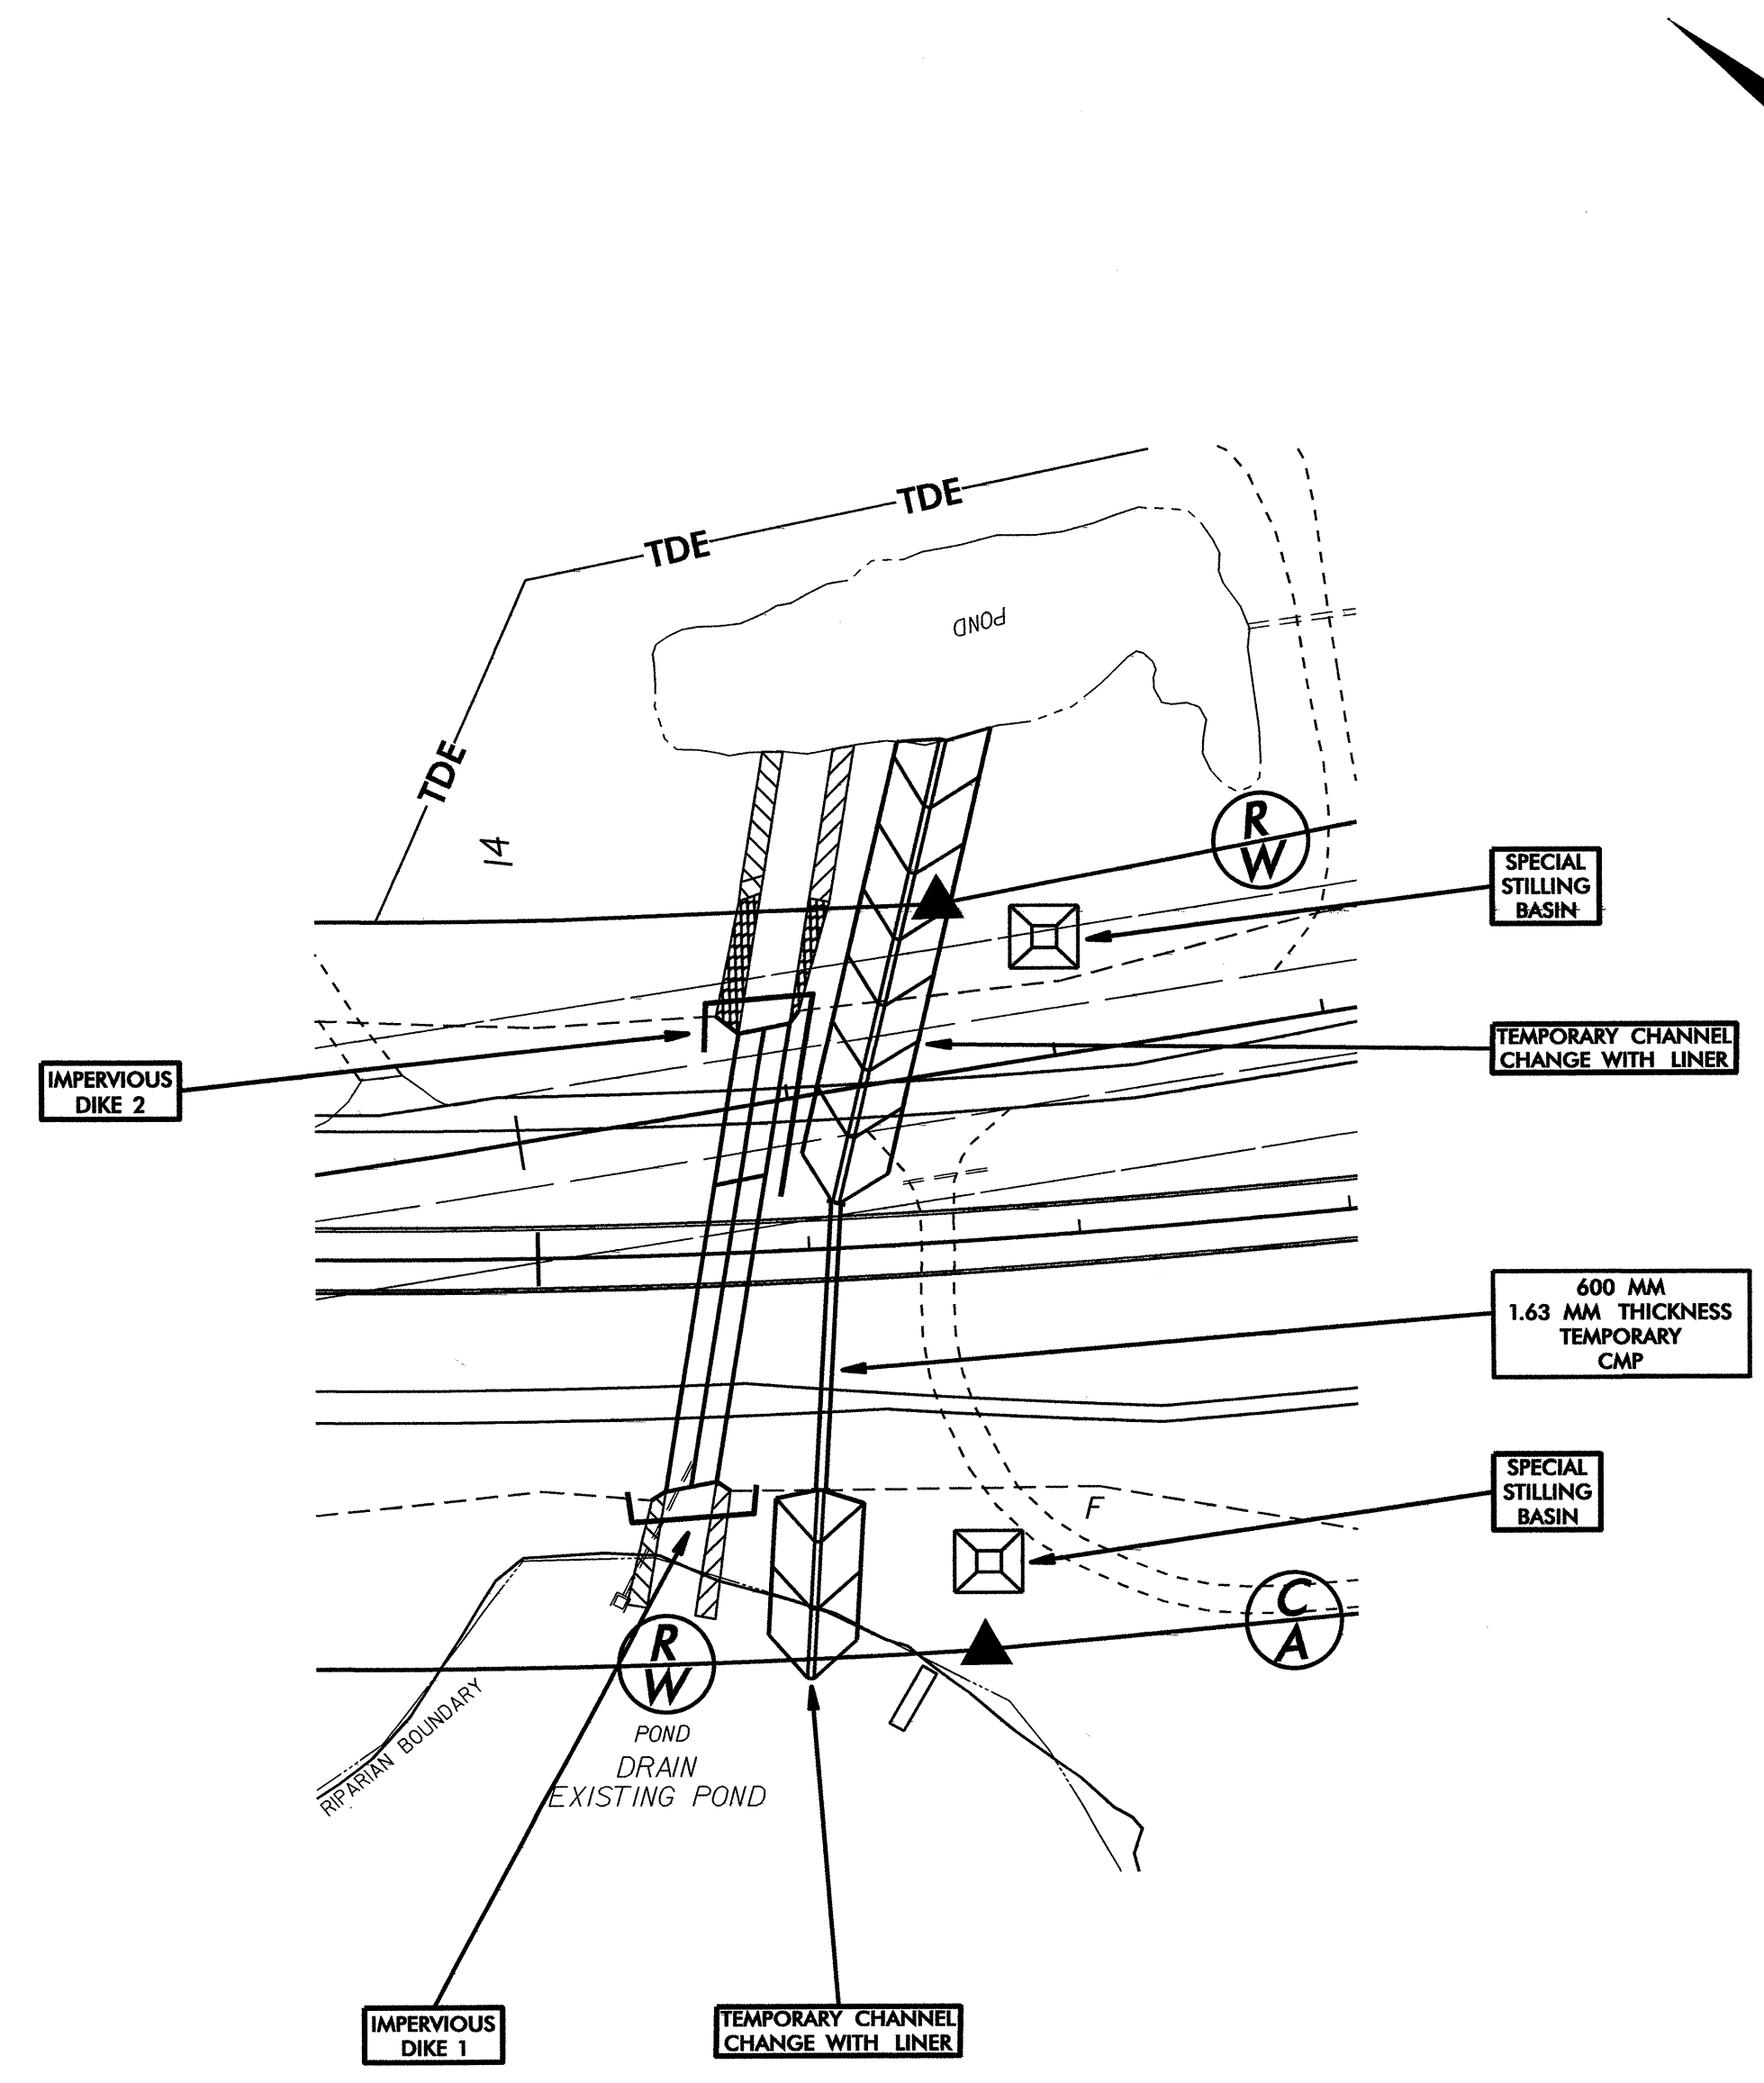 TDE
TDE
POND
TDE
14
R
W
SPECIAL
STILLING
BASIN
TEMPORARY CHANNEL
CHANGE WITH LINER
IMPERVIOUS
DIKE 2
600 MM
1.63 MM THICKNESS
TEMPORARY
CMP
SPECIAL
STILLING
BASIN
F
C
A
R
W
RIPARIAN BOUNDARY
POND
DRAIN
EXISTING POND
IMPERVIOUS
DIKE 1
TEMPORARY CHANNEL
CHANGE WITH LINER